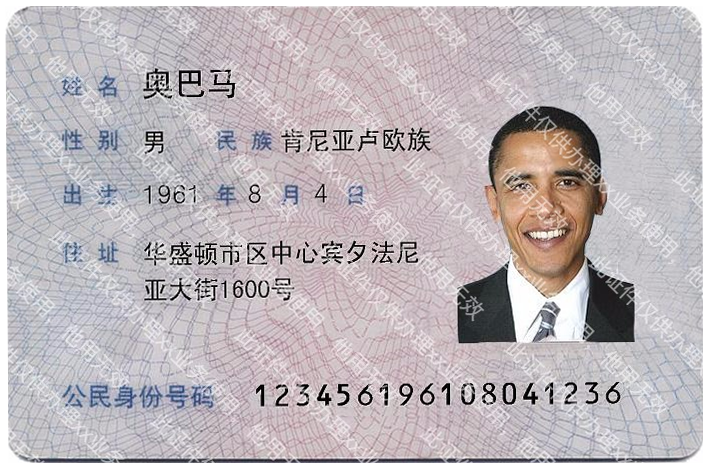 姓名 奥巴马
性别 男 民族 肯尼亚卢欧族
出生 1961 年 8 月 4 日
住址 华盛顿市区中心宾夕法尼
亚大街1600号
公民身份号码 123456196108041236
此证件仅供办理XX业务使用,他用无效